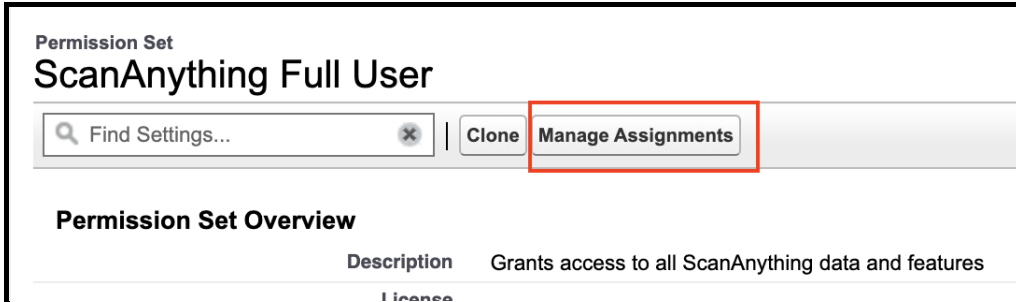 Permission Set
ScanAnything Full User
Find Settings... Clone Manage Assignments
Permission Set Overview
Description Grants access to all ScanAnything data and features
License